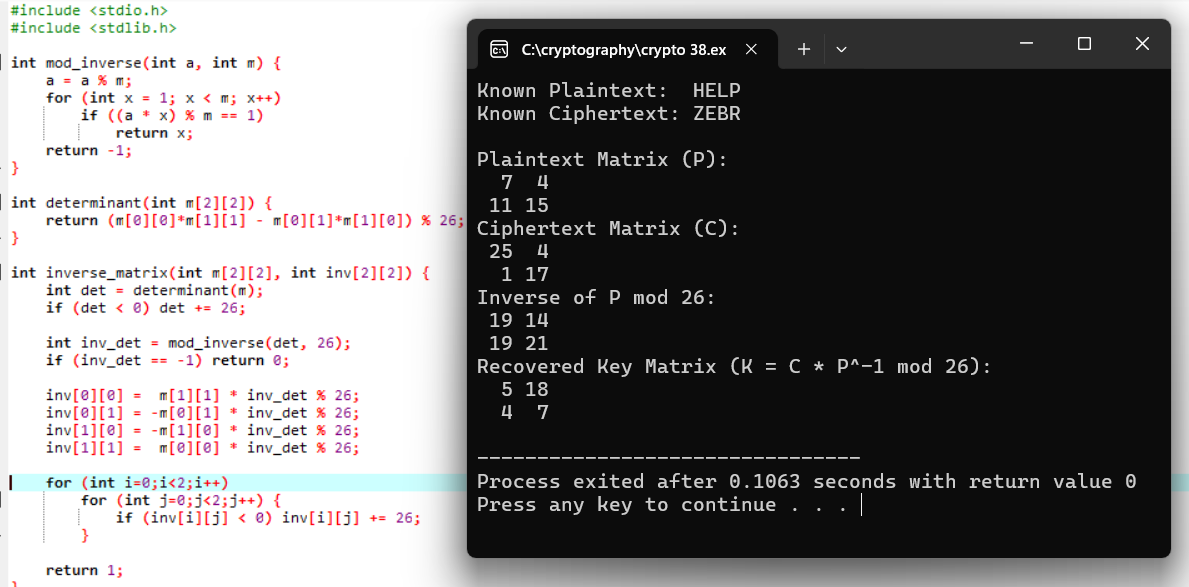 #include <stdio.h>
#include <stdlib.h>
int mod_inverse(int a, int m) {
    a = a % m;
    for (int x = 1; x < m; x++)
        if ((a * x) % m == 1)
            return x;
    return -1;
}
int determinant(int m[2][2]) {
    return (m[0][0]*m[1][1] - m[0][1]*m[1][0]) % 26;
}
int inverse_matrix(int m[2][2], int inv[2][2]) {
    int det = determinant(m);
    if (det < 0) det += 26;
    int inv_det = mod_inverse(det, 26);
    if (inv_det == -1) return 0;
    inv[0][0] =  m[1][1] * inv_det % 26;
    inv[0][1] = -m[0][1] * inv_det % 26;
    inv[1][0] = -m[1][0] * inv_det % 26;
    inv[1][1] =  m[0][0] * inv_det % 26;
    for (int i=0;i<2;i++)
        for (int j=0;j<2;j++) {
            if (inv[i][j] < 0) inv[i][j] += 26;
        }
    return 1;
}
C:\cryptography\crypto 38.ex
Known Plaintext:  HELP
Known Ciphertext: ZEBR
Plaintext Matrix (P):
  7  4
 11 15
Ciphertext Matrix (C):
 25  4
  1 17
Inverse of P mod 26:
 19 14
 19 21
Recovered Key Matrix (K = C * P^-1 mod 26):
  5 18
  4  7
--------------------------------
Process exited after 0.1063 seconds with return value 0
Press any key to continue . . .